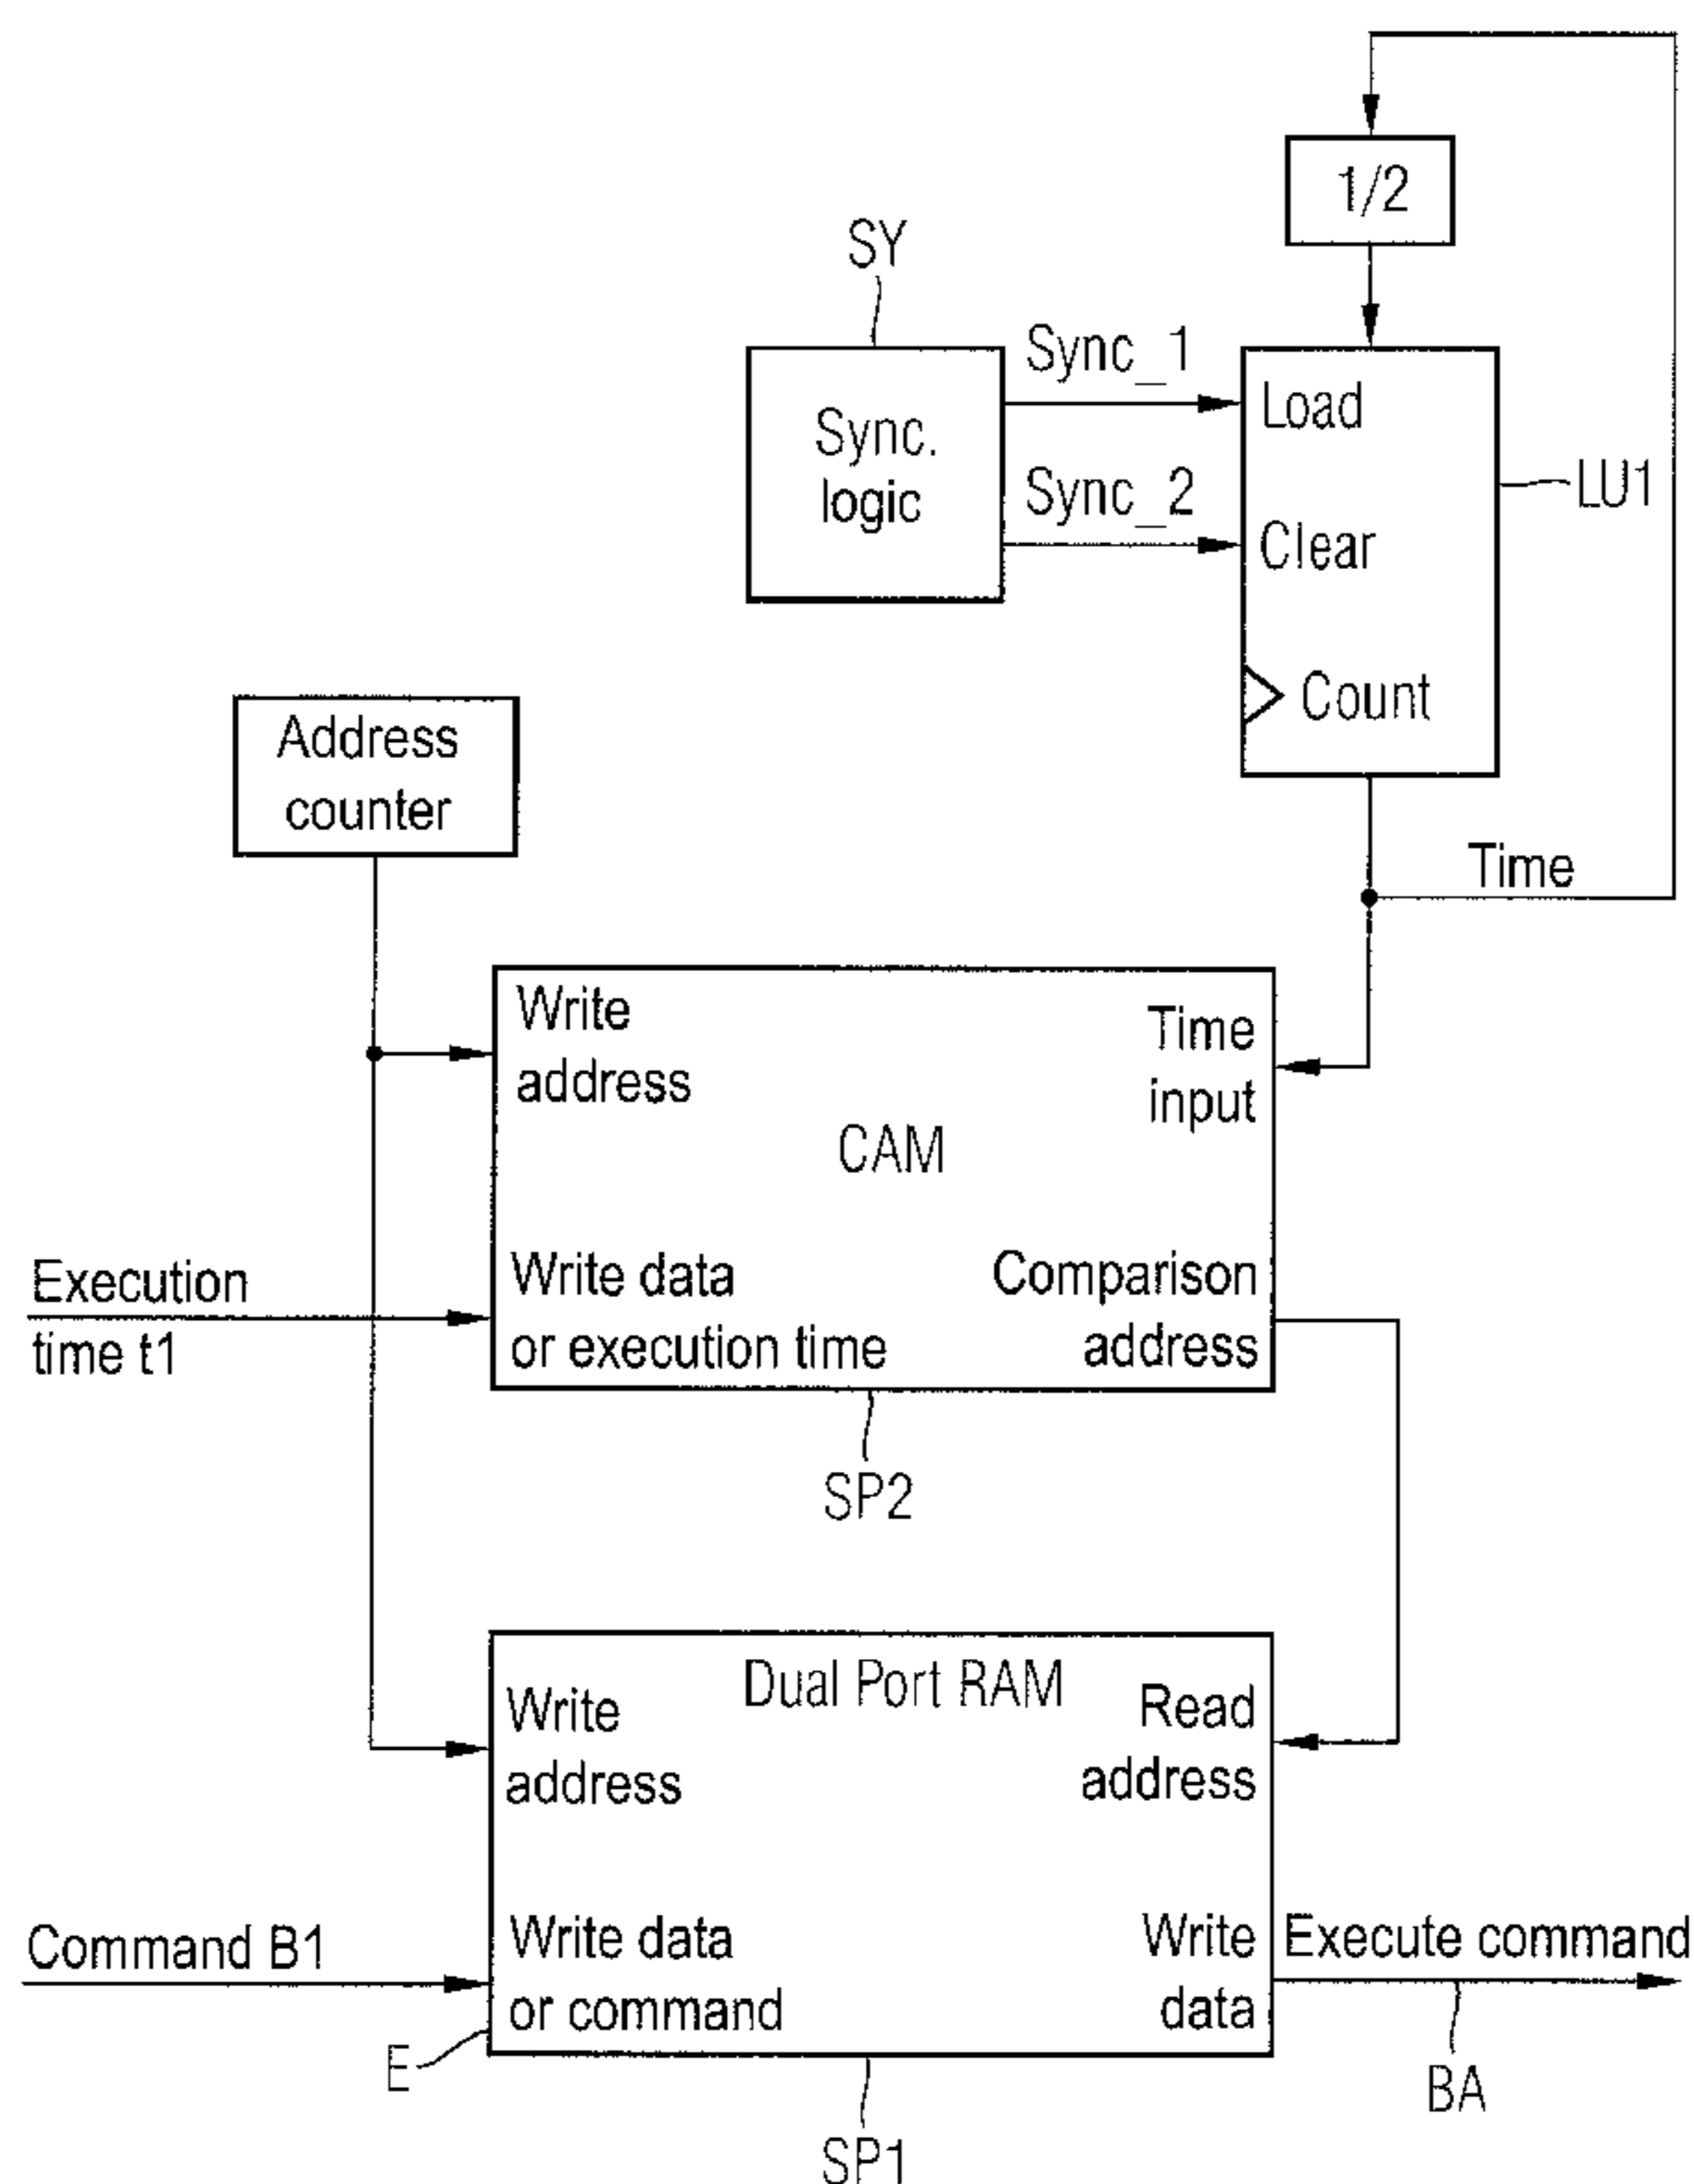 1/2
SY
Sync_1
Load
Sync.
logic
Sync_2
LU1
Clear
Count
Address
counter
Time
Write
address
Time
input
CAM
Execution
time t1
Write data
or execution time
Comparison
address
SP2
Dual Port RAM
Write
address
Read
address
Command B1
Write data
or command
Write
data
Execute command
E
BA
SP1